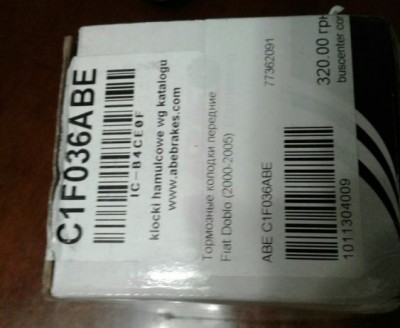 C1F036ABE
IC-B4CE0F
klocki hamulcowe wg katalogu
www.abebrakes.com
Тормозные колодки передние
Fiat Doblo (2000-2005)
77362091
ABE C1F036ABE
320.00 грн
buscenter.com
1011304009